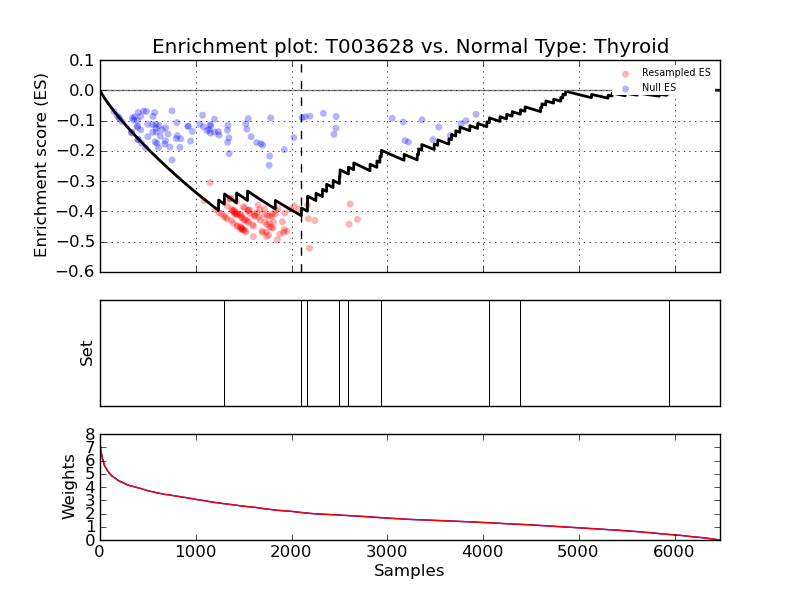 Enrichment plot: T003628 vs. Normal Type: Thyroid
Enrichment score (ES)
0.1
0.0
−0.1
−0.2
−0.3
−0.4
−0.5
−0.6
Resampled ES
Null ES
Set
Weights
8
7
6
5
4
3
2
1
0
0 1000 2000 3000 4000 5000 6000
Samples